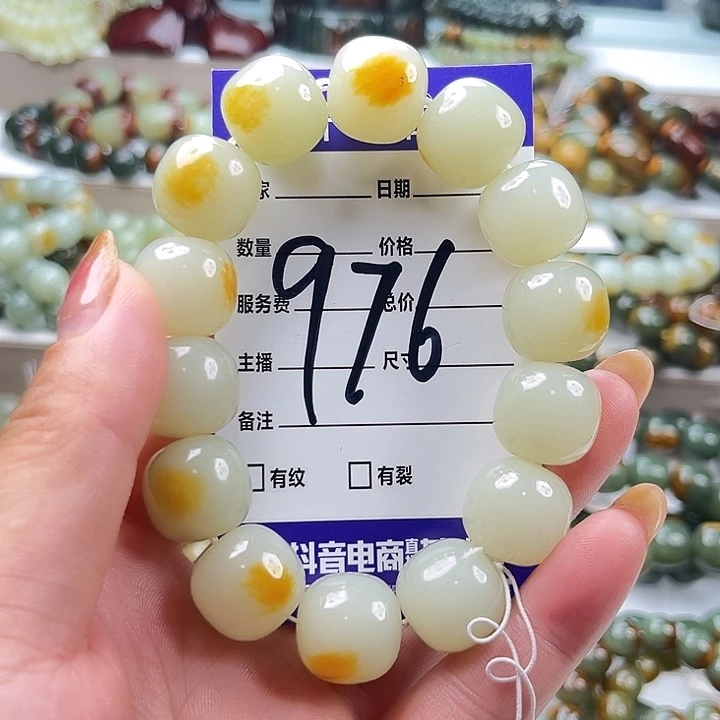 家 日期
数量 价格
服务费 总价
主播 尺寸
976
备注
有纹 有裂
抖音电商